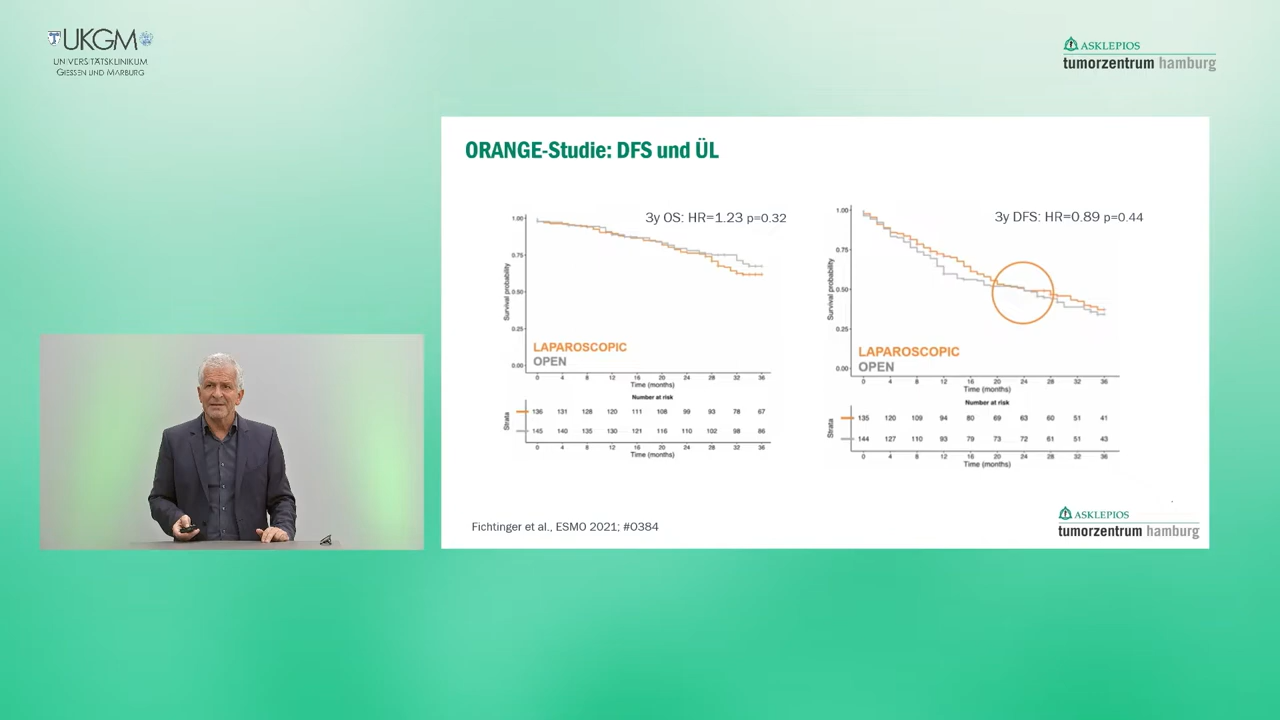 UKGM
UNIVERSITÄTSKLINIKUM
GIESSEN UND MARBURG
ASKLEPIOS
tumorzentrum hamburg
ORANGE-Studie: DFS und ÜL
3y OS: HR=1.23 p=0.32
1.00
0.75
0.50
0.25
0.00
Survival probability
LAPAROSCOPIC
OPEN
0 4 8 12 16 20 24 28 32 36
Time (months)
Number at risk
Strata
136 131 128 120 111 108 99 93 78 67
145 140 135 130 121 116 110 102 98 86
0 4 8 12 16 20 24 28 32 36
Time (months)
3y DFS: HR=0.89 p=0.44
1.00
0.75
0.50
0.25
0.00
Survival probability
LAPAROSCOPIC
OPEN
0 4 8 12 16 20 24 28 32 36
Time (months)
Number at risk
Strata
135 120 109 94 80 69 63 60 51 41
144 127 110 93 79 73 72 61 51 43
0 4 8 12 16 20 24 28 32 36
Time (months)
Fichtinger et al., ESMO 2021; #O384
ASKLEPIOS
tumorzentrum hamburg